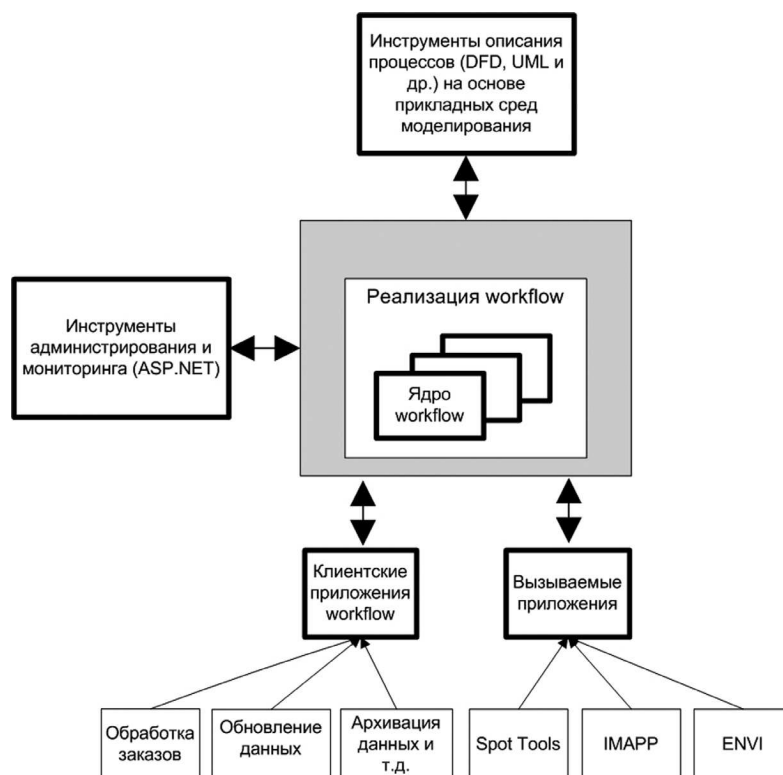 Инструменты описания
процессов (DFD, UML и
др.) на основе
прикладных сред
моделирования
Инструменты
администрирования и
мониторинга (ASP.NET)
Реализация workflow
Ядро
workflow
Клиентские
приложения
workflow
Вызываемые
приложения
Обработка
заказов
Обновление
данных
Архивация
данных и
т.д.
Spot Tools
IMAPP
ENVI